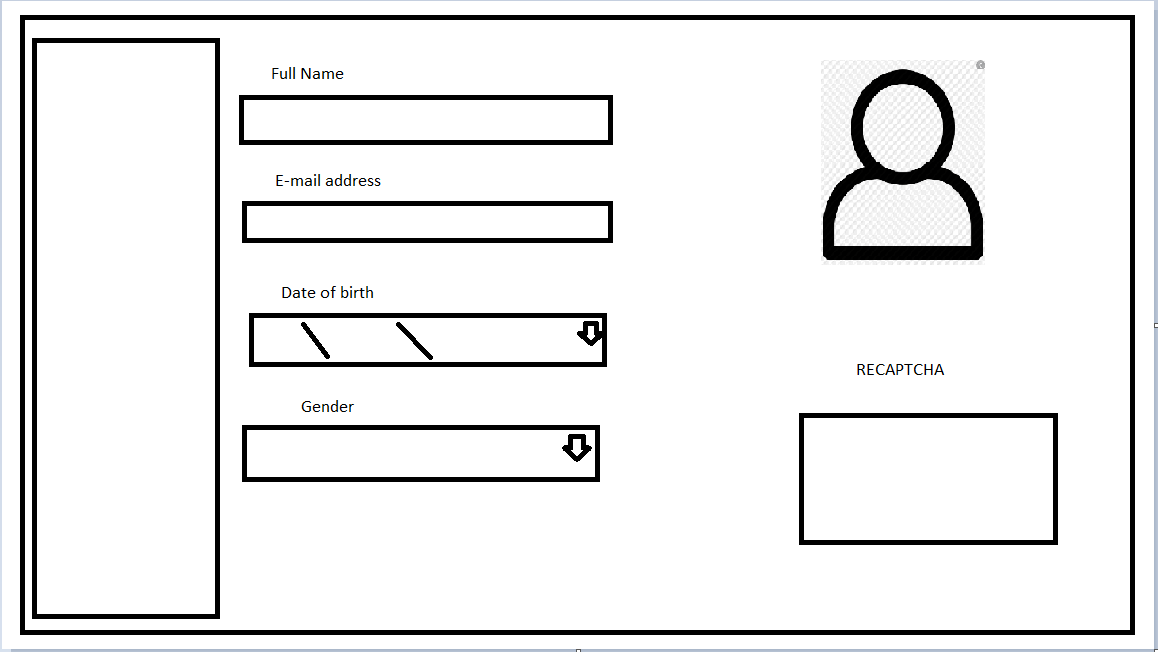 Full Name
E-mail address
Date of birth
Gender
RECAPTCHA